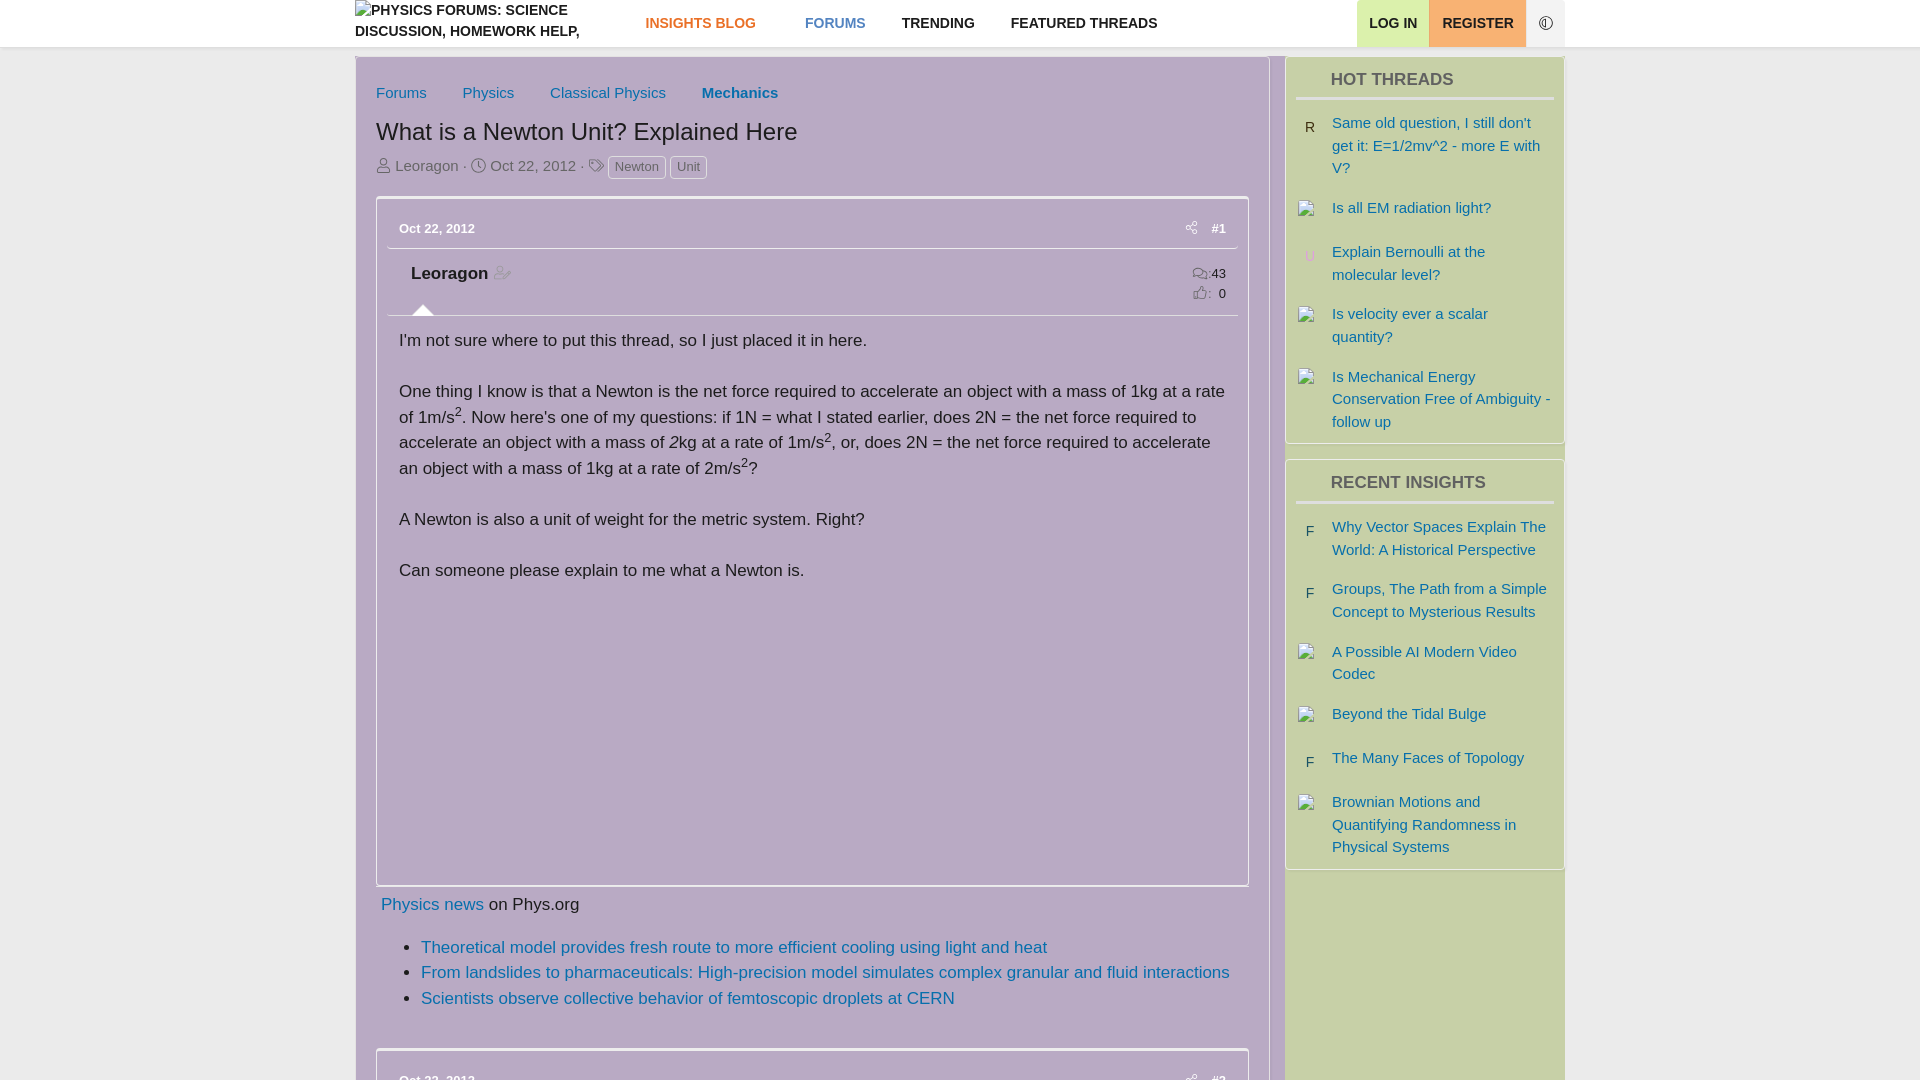 PHYSICS FORUMS: SCIENCE
DISCUSSION, HOMEWORK HELP,
INSIGHTS BLOG
FORUMS
TRENDING
FEATURED THREADS
LOG IN
REGISTER
Forums
Physics
Classical Physics
Mechanics
What is a Newton Unit? Explained Here
Leoragon · Oct 22, 2012 · Newton Unit
Oct 22, 2012
#1
Leoragon
:43
: 0
I'm not sure where to put this thread, so I just placed it in here.
One thing I know is that a Newton is the net force required to accelerate an object with a mass of 1kg at a rate
of 1m/s². Now here's one of my questions: if 1N = what I stated earlier, does 2N = the net force required to
accelerate an object with a mass of 2kg at a rate of 1m/s², or, does 2N = the net force required to accelerate
an object with a mass of 1kg at a rate of 2m/s²?
A Newton is also a unit of weight for the metric system. Right?
Can someone please explain to me what a Newton is.
Physics news on Phys.org
Theoretical model provides fresh route to more efficient cooling using light and heat
From landslides to pharmaceuticals: High-precision model simulates complex granular and fluid interactions
Scientists observe collective behavior of femtoscopic droplets at CERN
Oct 22, 2012
#2
HOT THREADS
R
Same old question, I still don't
get it: E=1/2mv^2 - more E with
V?
Is all EM radiation light?
U
Explain Bernoulli at the
molecular level?
Is velocity ever a scalar
quantity?
Is Mechanical Energy
Conservation Free of Ambiguity -
follow up
RECENT INSIGHTS
F
Why Vector Spaces Explain The
World: A Historical Perspective
F
Groups, The Path from a Simple
Concept to Mysterious Results
A Possible AI Modern Video
Codec
Beyond the Tidal Bulge
F
The Many Faces of Topology
Brownian Motions and
Quantifying Randomness in
Physical Systems